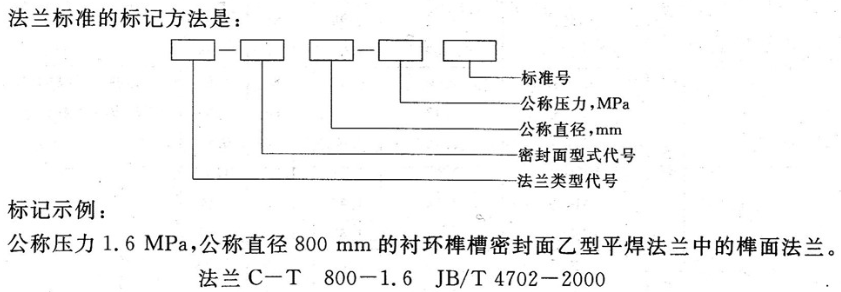 法兰标准的标记方法是：
标准号
公称压力，MPa
公称直径，mm
密封面型式代号
法兰类型代号
标记示例：
公称压力 1.6 MPa，公称直径 800 mm 的衬环榫槽密封面乙型平焊法兰中的榫面法兰。
法兰 C－T 800－1.6 JB/T 4702－2000